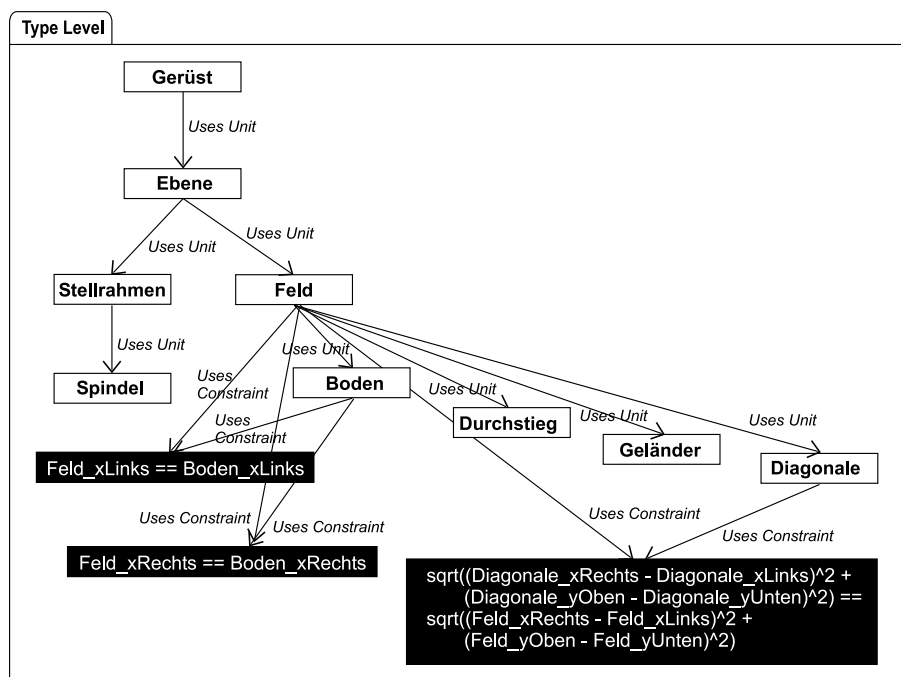 Type Level
Gerüst
Uses Unit
Ebene
Uses Unit
Uses Unit
Stellrahmen
Feld
Uses Unit
Uses Unit
Spindel
Uses
Constraint
Boden
Uses Unit
Uses Unit
Uses Unit
Uses
Constraint
Durchstieg
Geländer
Diagonale
Feld_xLinks == Boden_xLinks
Uses Constraint
Uses Constraint
Uses Constraint
Uses Constraint
Feld_xRechts == Boden_xRechts
sqrt((Diagonale_xRechts - Diagonale_xLinks)^2 +
(Diagonale_yOben - Diagonale_yUnten)^2) ==
sqrt((Feld_xRechts - Feld_xLinks)^2 +
(Feld_yOben - Feld_yUnten)^2)